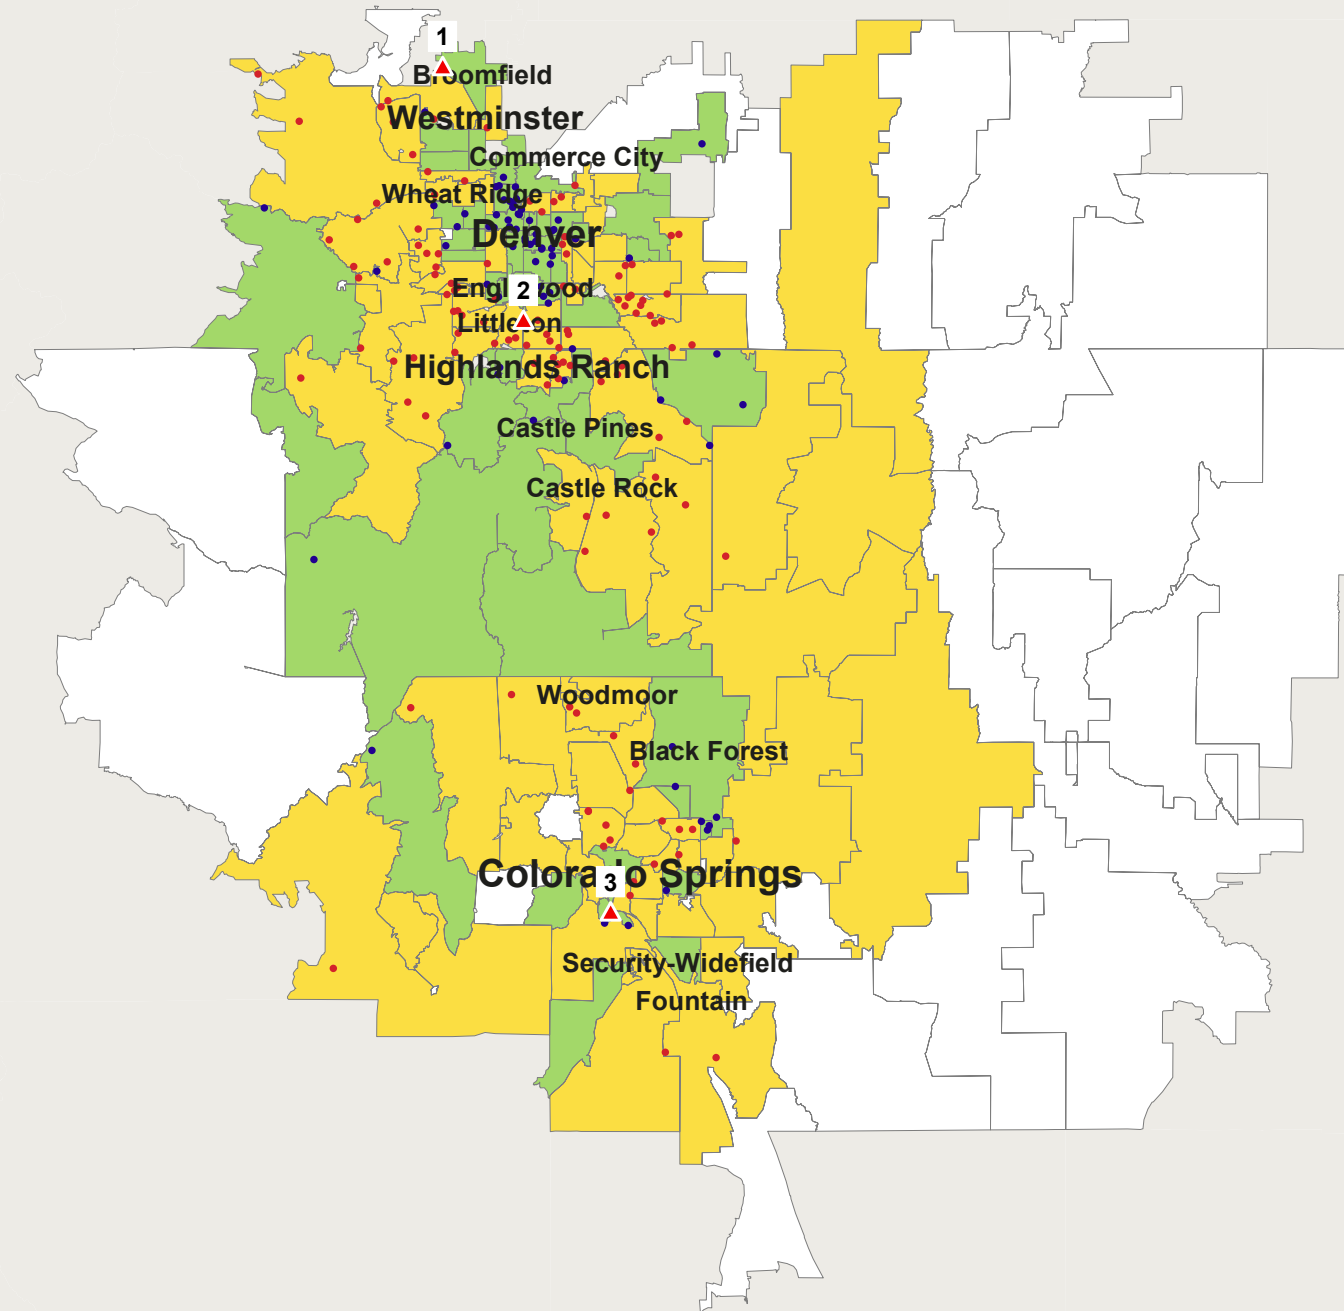 1
Broomfield
Westminster
Commerce City
Wheat Ridge
Denver
Englewood
2
Littleton
Highlands Ranch
Castle Pines
Castle Rock
Woodmoor
Black Forest
Colorado Springs
3
Security-Widefield
Fountain